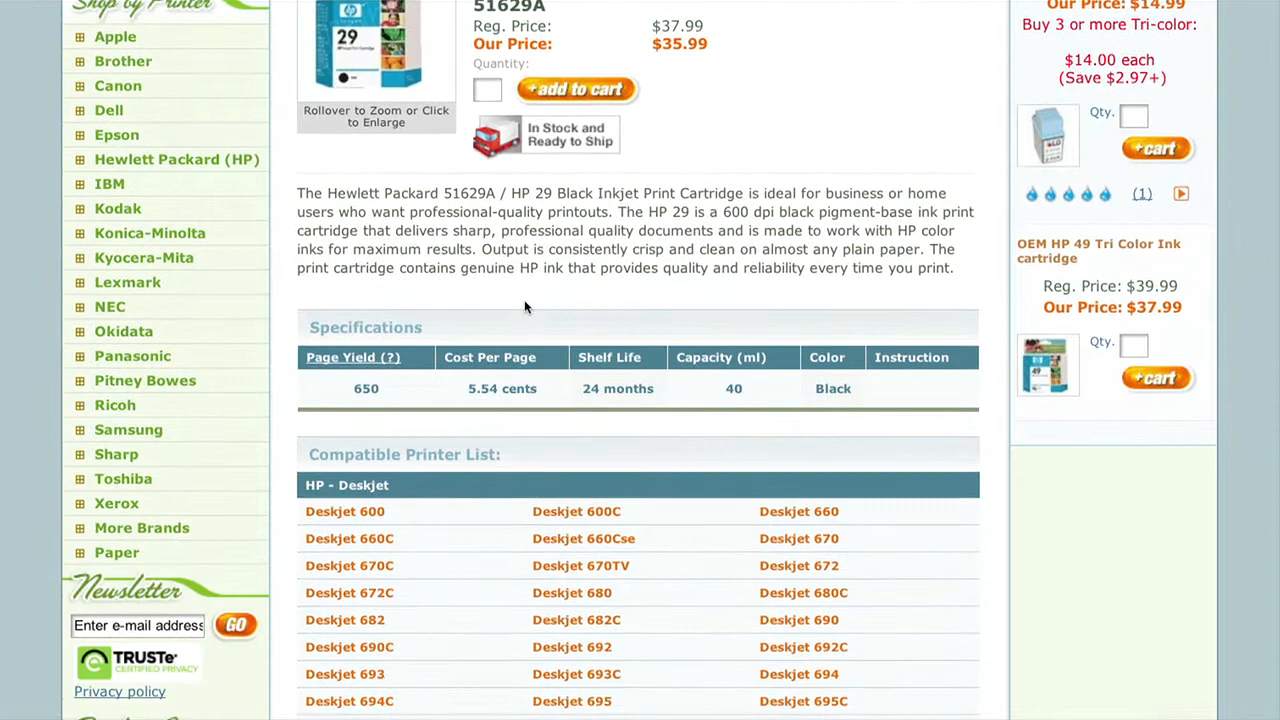 Shop by Printer
Apple
Brother
Canon
Dell
Epson
Hewlett Packard (HP)
IBM
Kodak
Konica-Minolta
Kyocera-Mita
Lexmark
NEC
Okidata
Panasonic
Pitney Bowes
Ricoh
Samsung
Sharp
Toshiba
Xerox
More Brands
Paper
Newsletter
Enter e-mail address
GO
TRUSTe
CERTIFIED PRIVACY
Privacy policy
29
Rollover to Zoom or Click
to Enlarge
51629A
Reg. Price: $37.99
Our Price: $35.99
Quantity:
+add to cart
In Stock and
Ready to Ship
The Hewlett Packard 51629A / HP 29 Black Inkjet Print Cartridge is ideal for business or home
users who want professional-quality printouts. The HP 29 is a 600 dpi black pigment-base ink print
cartridge that delivers sharp, professional quality documents and is made to work with HP color
inks for maximum results. Output is consistently crisp and clean on almost any plain paper. The
print cartridge contains genuine HP ink that provides quality and reliability every time you print.
Specifications
Page Yield (?) Cost Per Page Shelf Life Capacity (ml) Color Instruction
650 5.54 cents 24 months 40 Black
Compatible Printer List:
HP - Deskjet
Deskjet 600 Deskjet 600C Deskjet 660
Deskjet 660C Deskjet 660Cse Deskjet 670
Deskjet 670C Deskjet 670TV Deskjet 672
Deskjet 672C Deskjet 680 Deskjet 680C
Deskjet 682 Deskjet 682C Deskjet 690
Deskjet 690C Deskjet 692 Deskjet 692C
Deskjet 693 Deskjet 693C Deskjet 694
Deskjet 694C Deskjet 695 Deskjet 695C
Our Price: $14.99
Buy 3 or more Tri-color:
$14.00 each
(Save $2.97+)
Qty.
+cart
(1)
OEM HP 49 Tri Color Ink
cartridge
Reg. Price: $39.99
Our Price: $37.99
49
Qty.
+cart